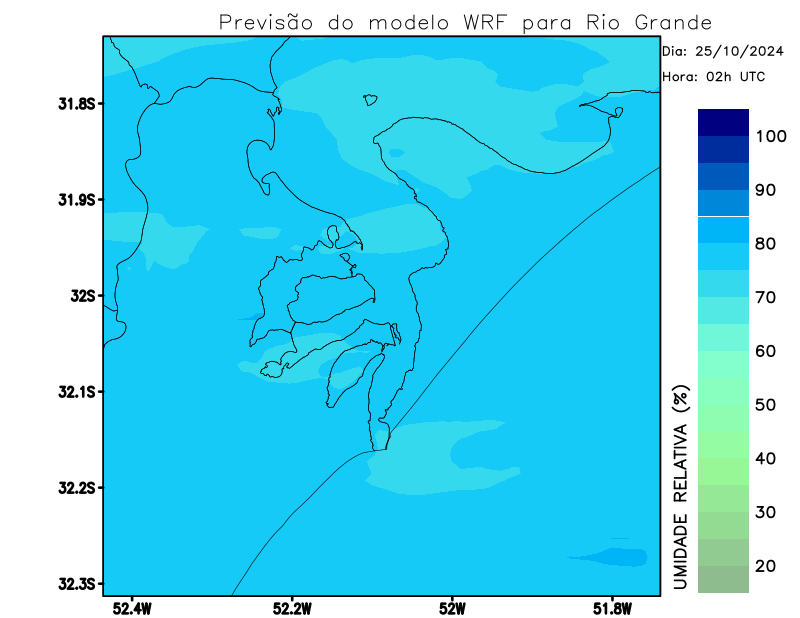 Previsão do modelo WRF para Rio Grande
Dia: 25/10/2024
Hora: 02h UTC
31.8S
31.9S
32S
32.1S
32.2S
32.3S
52.4W
52.2W
52W
51.8W
UMIDADE RELATIVA (%)
100
90
80
70
60
50
40
30
20